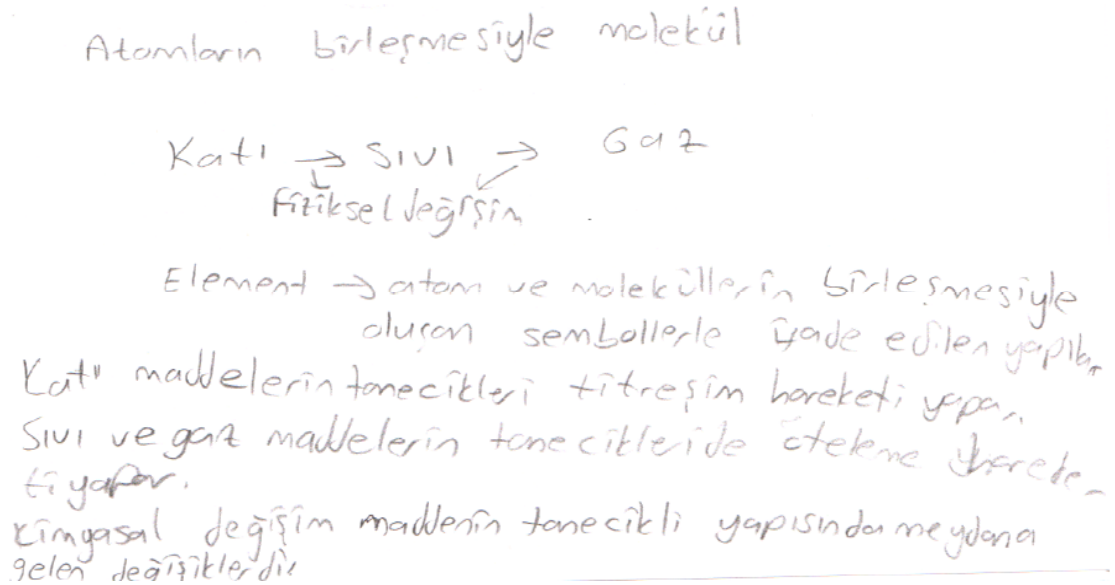 Atomların birleşmesiyle molekül
Katı → Sıvı → Gaz
Fiziksel değişim
Element → atom ve moleküllerin birleşmesiyle
oluşan sembollerle ifade edilen yapılar
Katı maddelerin tanecikleri titreşim hareketi yapar.
Sıvı ve gaz maddelerin taneciklride öteleme hareke-
ti yapar.
Kimyasal değişim maddenin tanecikli yapısında meydana
gelen değişiklerdir